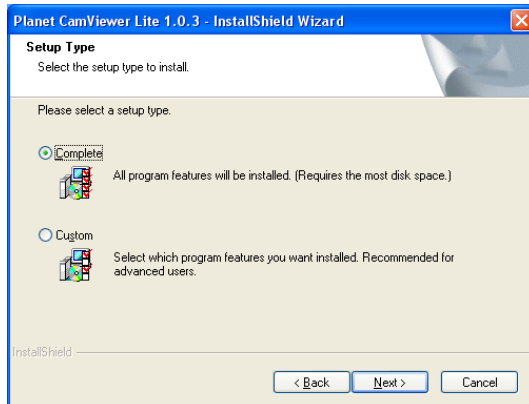 Planet CamViewer Lite 1.0.3 - InstallShield Wizard
Setup Type
Select the setup type to install.
Please select a setup type.
Complete
All program features will be installed. (Requires the most disk space.)
Custom
Select which program features you want installed. Recommended for
advanced users.
InstallShield
< Back Next > Cancel